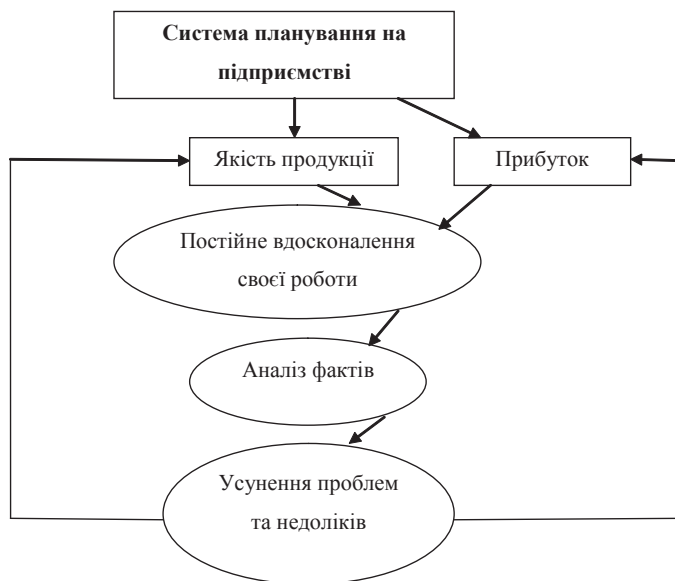 Система планування на
підприємстві
Якість продукції
Прибуток
Постійне вдосконалення
своєї роботи
Аналіз фактів
Усунення проблем
та недоліків